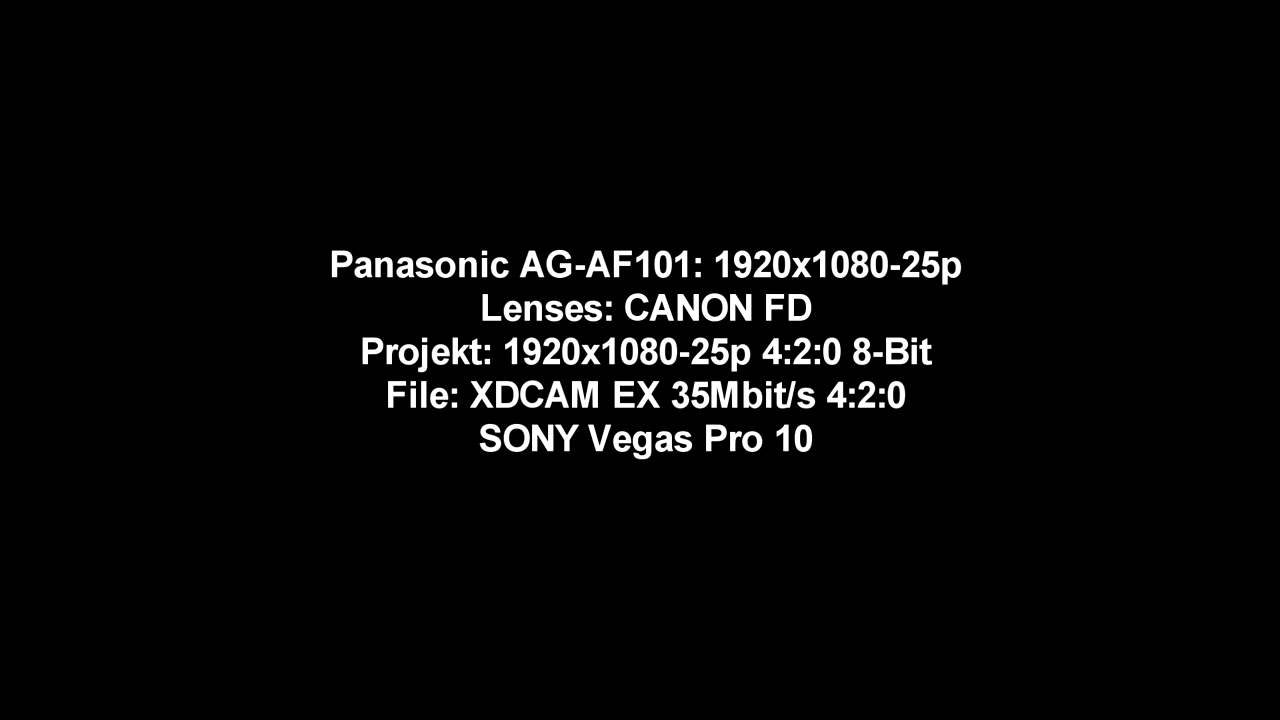 Panasonic AG-AF101: 1920x1080-25p
Lenses: CANON FD
Projekt: 1920x1080-25p 4:2:0 8-Bit
File: XDCAM EX 35Mbit/s 4:2:0
SONY Vegas Pro 10